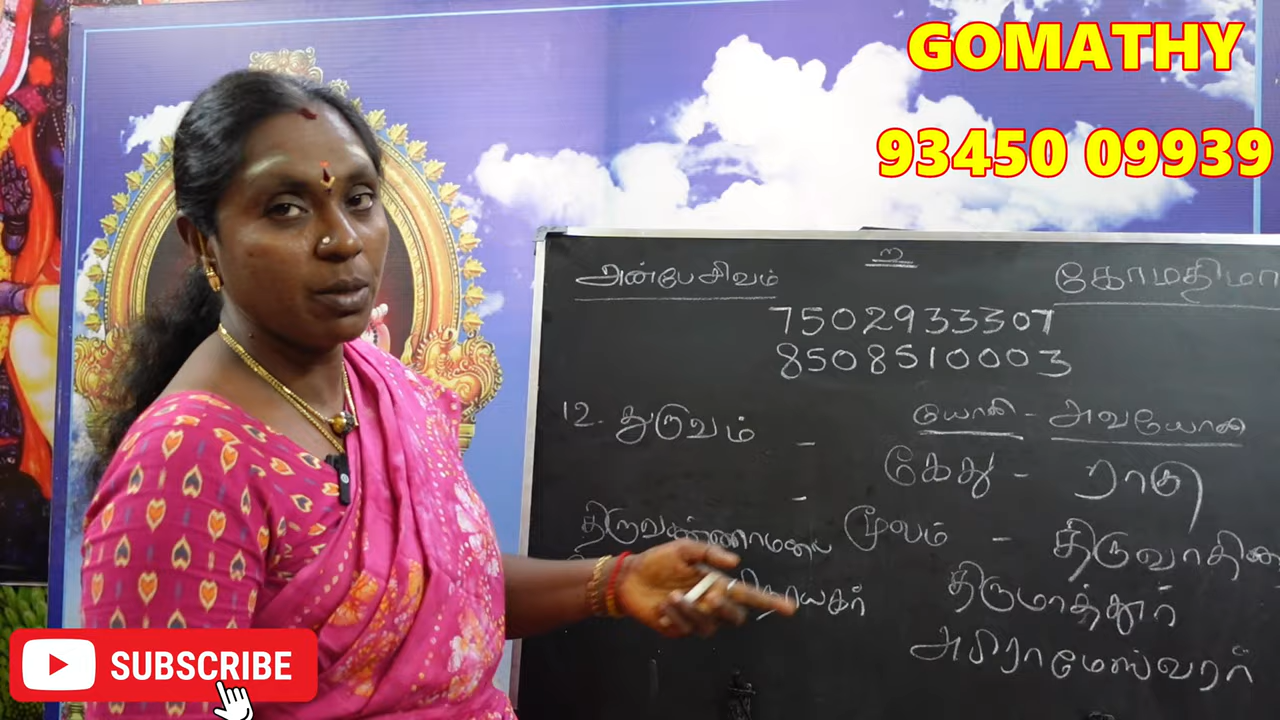 GOMATHY
93450 09939
அன்பே சிவம்
கோமதிமா
7502933307
8508510003
12. துருவம் - யோகி - அவயோகி
- கேது - ராகு
திருவண்ணாமலை மூலம் - திருவாதிரை
திருமாத்தூர்
அபிராமேஸ்வரர்
SUBSCRIBE